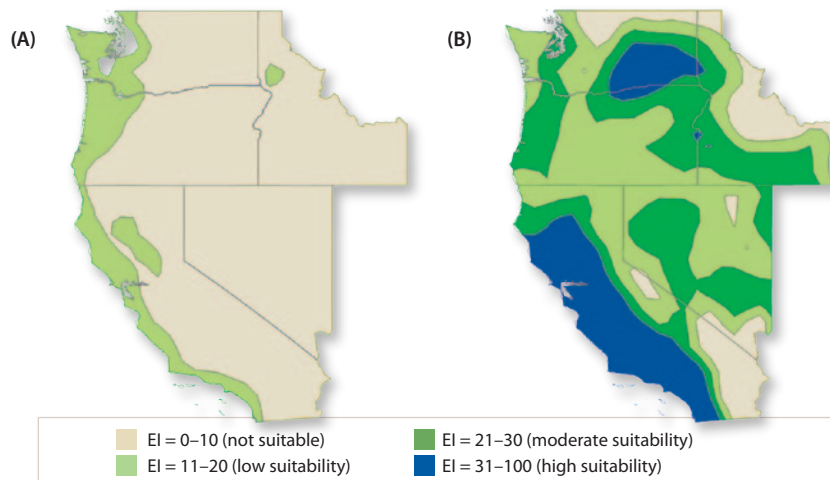 (A)
(B)
EI = 0–10 (not suitable)
EI = 21–30 (moderate suitability)
EI = 11–20 (low suitability)
EI = 31–100 (high suitability)